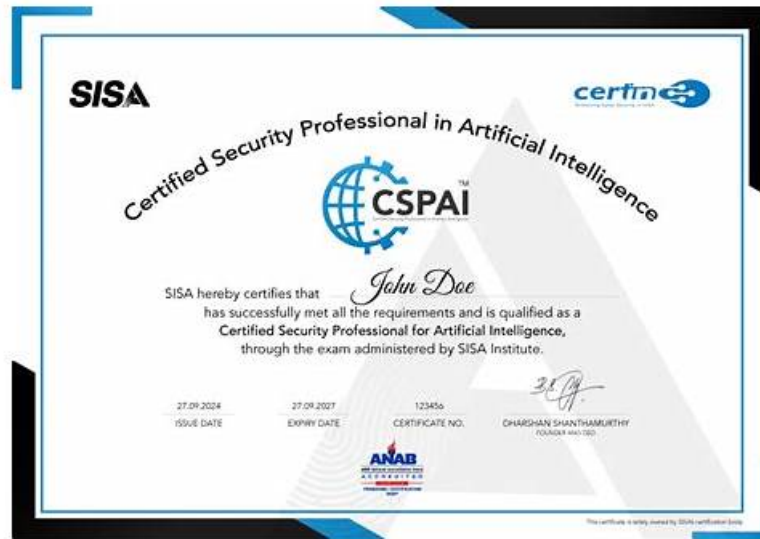 SISA
certin
Certified Security Professional in Artificial Intelligence
CSPAI
TM
SISA hereby certifies that John Doe
has successfully met all the requirements and is qualified as a
Certified Security Professional for Artificial Intelligence,
through the exam administered by SISA Institute.
27.09.2024 27.09.2027 123456
ISSUE DATE EXPIRY DATE CERTIFICATE NO. DHARSHAN SHANTHAMURTHY
FOUNDER AND CEO
ANAB
ACCREDITED